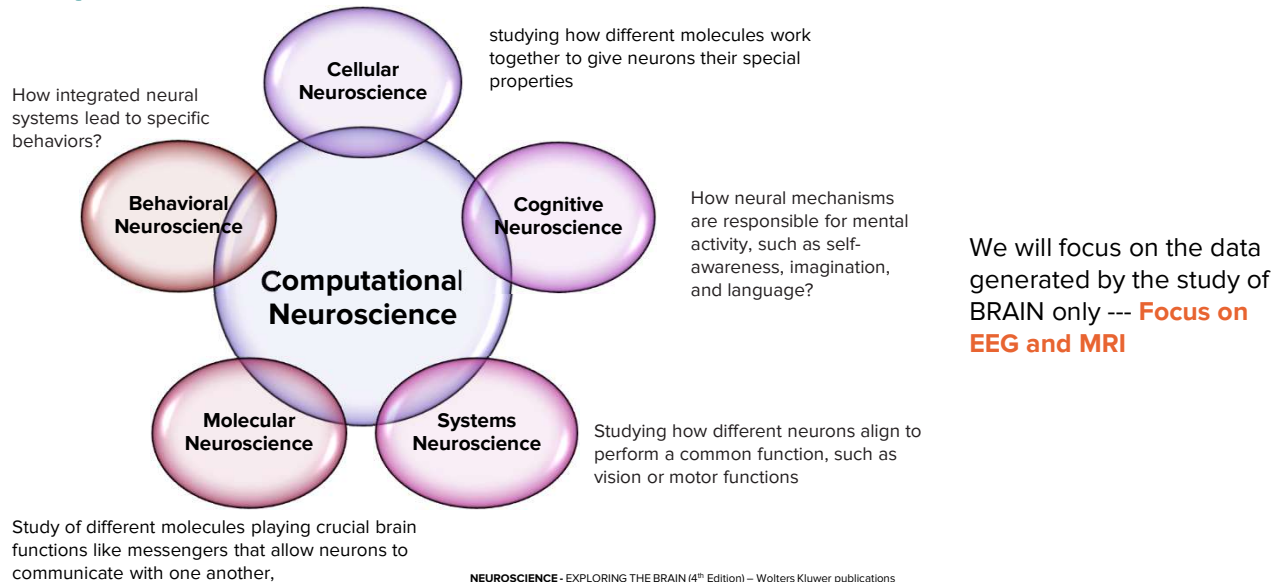 studying how different molecules work
together to give neurons their special
properties
Cellular
Neuroscience
How integrated neural
systems lead to specific
behaviors?
Behavioral
Neuroscience
Cognitive
Neuroscience
How neural mechanisms
are responsible for mental
activity, such as self-
awareness, imagination,
and language?
Computational
Neuroscience
We will focus on the data
generated by the study of
BRAIN only --- Focus on
EEG and MRI
Molecular
Neuroscience
Systems
Neuroscience
Studying how different neurons align to
perform a common function, such as
vision or motor functions
Study of different molecules playing crucial brain
functions like messengers that allow neurons to
communicate with one another,
NEUROSCIENCE - EXPLORING THE BRAIN (4th Edition) – Wolters Kluwer publications